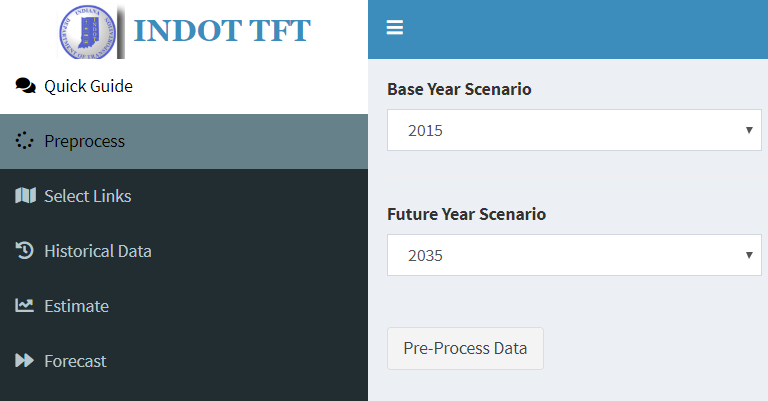 INDIANA
INDOT TFT
Quick Guide
Preprocess
Select Links
Historical Data
Estimate
Forecast
Base Year Scenario
2015
Future Year Scenario
2035
Pre-Process Data